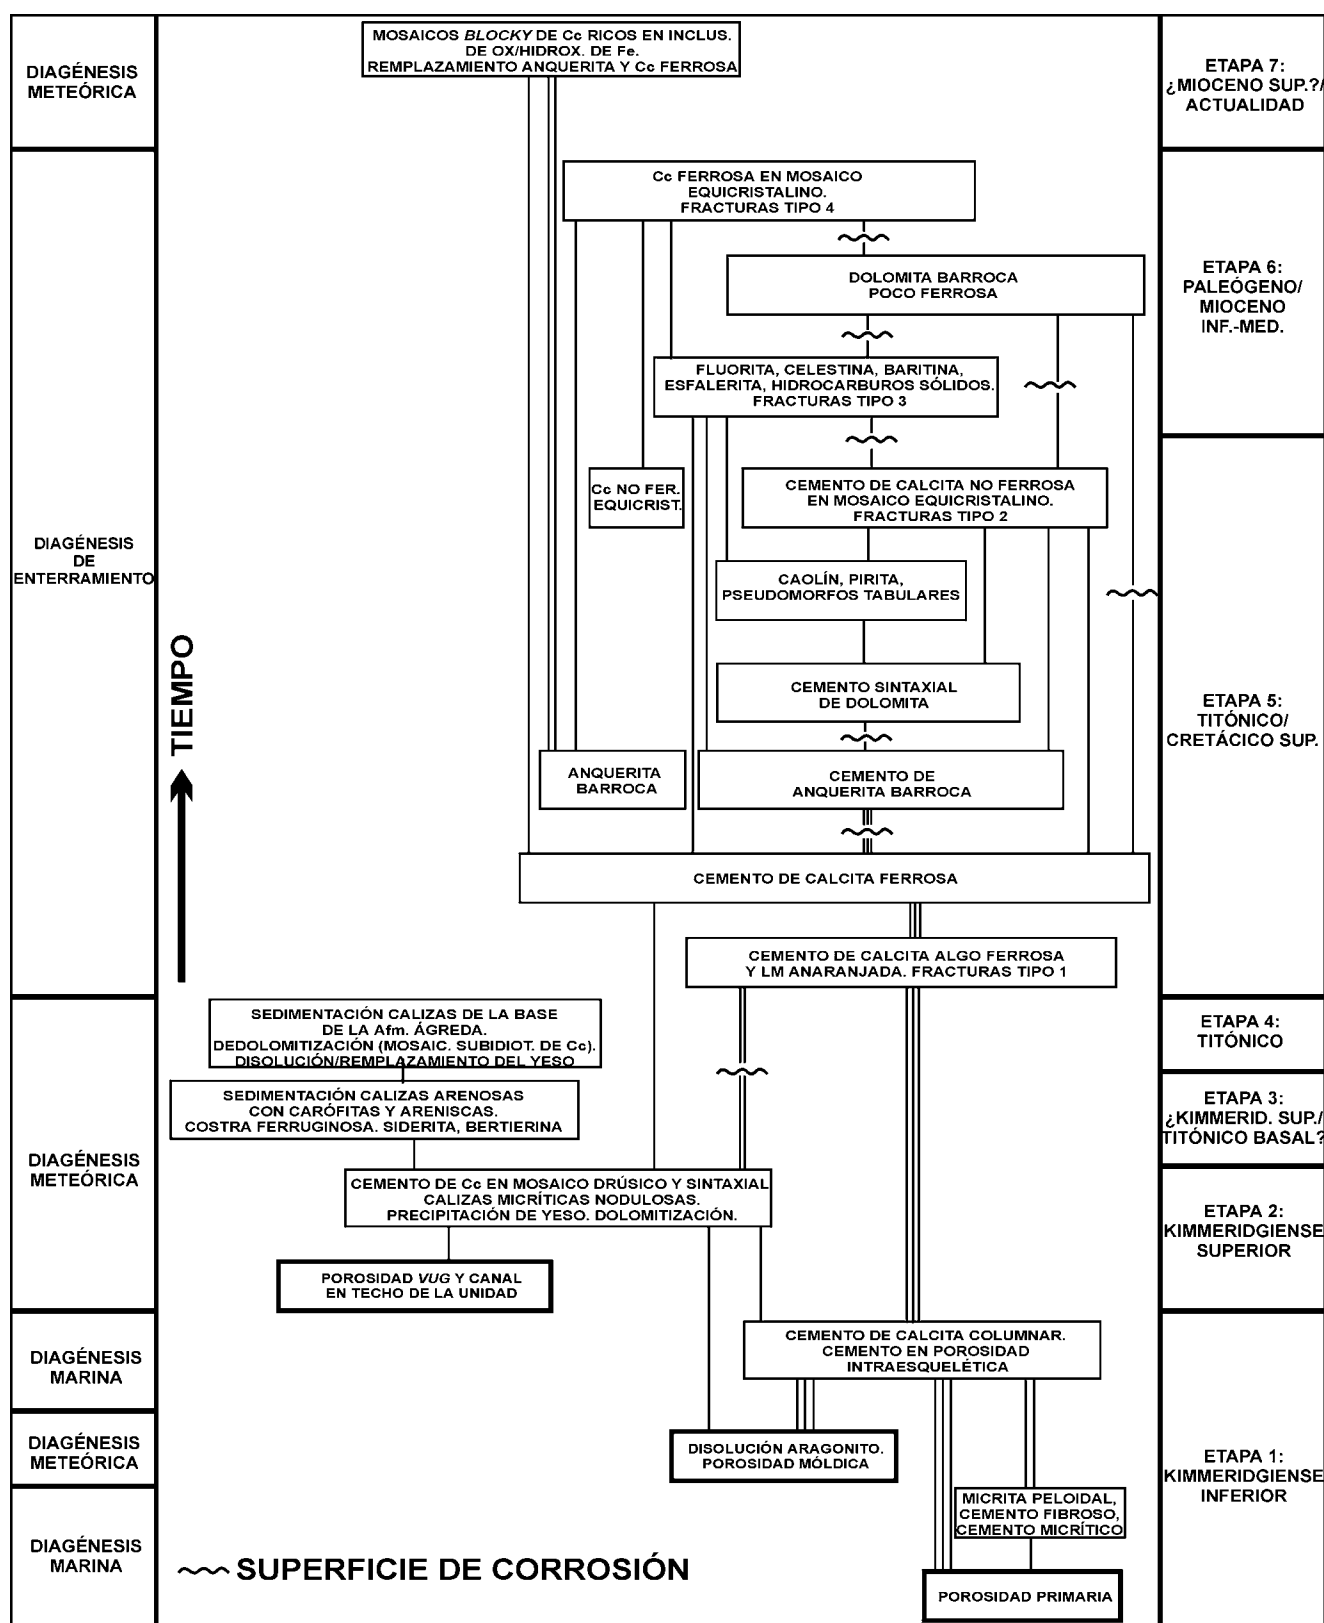 DIAGÉNESIS
METEÓRICA
MOSAICOS BLOCKY DE Cc RICOS EN INCLUS.
DE OX/HIDROX. DE Fe.
REMPLAZAMIENTO ANQUERITA Y Cc FERROSA
ETAPA 7:
¿MIOCENO SUP.?/
ACTUALIDAD
Cc FERROSA EN MOSAICO
EQUICRISTALINO.
FRACTURAS TIPO 4
DOLOMITA BARROCA
POCO FERROSA
ETAPA 6:
PALEÓGENO/
MIOCENO
INF.-MED.
FLUORITA, CELESTINA, BARITINA,
ESFALERITA, HIDROCARBUROS SÓLIDOS.
FRACTURAS TIPO 3
Cc NO FER.
EQUICRIST.
CEMENTO DE CALCITA NO FERROSA
EN MOSAICO EQUICRISTALINO.
FRACTURAS TIPO 2
DIAGÉNESIS
DE
ENTERRAMIENTO
CAOLÍN, PIRITA,
PSEUDOMORFOS TABULARES
TIEMPO
CEMENTO SINTAXIAL
DE DOLOMITA
ETAPA 5:
TITÓNICO/
CRETÁCICO SUP.
ANQUERITA
BARROCA
CEMENTO DE
ANQUERITA BARROCA
CEMENTO DE CALCITA FERROSA
CEMENTO DE CALCITA ALGO FERROSA
Y LM ANARANJADA. FRACTURAS TIPO 1
SEDIMENTACIÓN CALIZAS DE LA BASE
DE LA Afm. ÁGREDA.
DEDOLOMITIZACIÓN (MOSAIC. SUBIDIOT. DE Cc).
DISOLUCIÓN/REMPLAZAMIENTO DEL YESO
ETAPA 4:
TITÓNICO
SEDIMENTACIÓN CALIZAS ARENOSAS
CON CARÓFITAS Y ARENISCAS.
COSTRA FERRUGINOSA. SIDERITA, BERTIERINA
ETAPA 3:
¿KIMMERID. SUP./
TITÓNICO BASAL?
DIAGÉNESIS
METEÓRICA
CEMENTO DE Cc EN MOSAICO DRÚSICO Y SINTAXIAL
CALIZAS MICRÍTICAS NODULOSAS.
PRECIPITACIÓN DE YESO. DOLOMITIZACIÓN.
ETAPA 2:
KIMMERIDGIENSE
SUPERIOR
POROSIDAD VUG Y CANAL
EN TECHO DE LA UNIDAD
DIAGÉNESIS
MARINA
CEMENTO DE CALCITA COLUMNAR.
CEMENTO EN POROSIDAD
INTRAESQUELÉTICA
DIAGÉNESIS
METEÓRICA
DISOLUCIÓN ARAGONITO.
POROSIDAD MÓLDICA
ETAPA 1:
KIMMERIDGIENSE
INFERIOR
MICRITA PELOIDAL,
CEMENTO FIBROSO,
CEMENTO MICRÍTICO
DIAGÉNESIS
MARINA
SUPERFICIE DE CORROSIÓN
POROSIDAD PRIMARIA